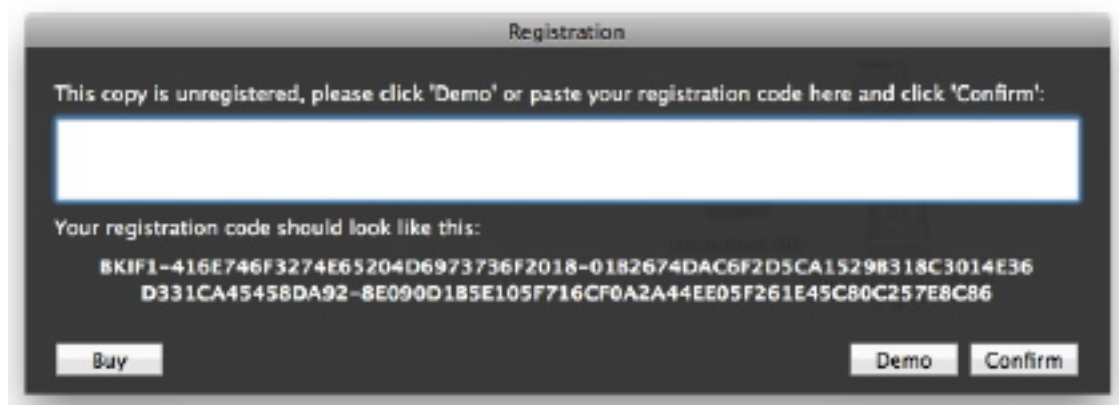 Registration
This copy is unregistered, please click 'Demo' or paste your registration code here and click 'Confirm':
Your registration code should look like this:
BKIF1-416E746F3274E65204D6973736F2018-01B2674DAC6F2D5CA1529B318C3014E36
D331CA45458DA92-8E090D1B5E105F716CF0A2A44EE05F261E45C80C257E8C86
Buy
Demo
Confirm